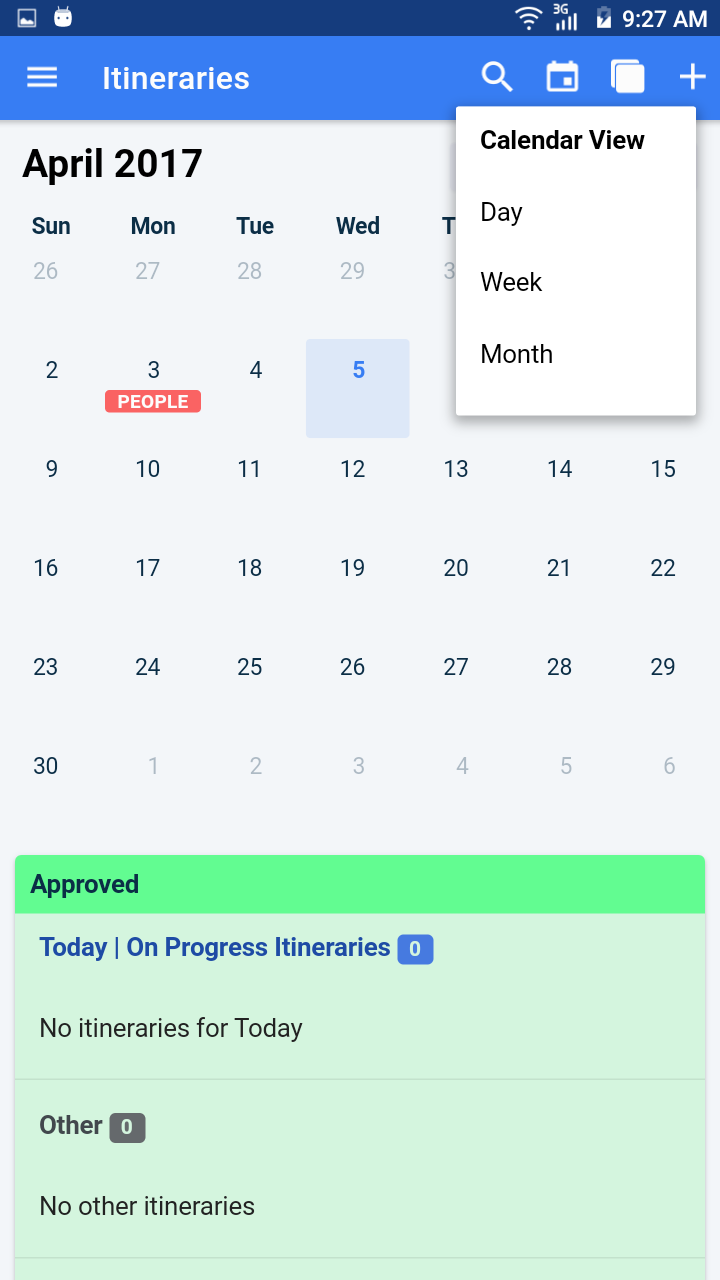 3G 9:27 AM
Itineraries
Calendar View
Day
Week
Month
April 2017
Sun Mon Tue Wed T
26 27 28 29 3
2 3 4 5
PEOPLE
9 10 11 12 13 14 15
16 17 18 19 20 21 22
23 24 25 26 27 28 29
30 1 2 3 4 5 6
Approved
Today | On Progress Itineraries 0
No itineraries for Today
Other 0
No other itineraries